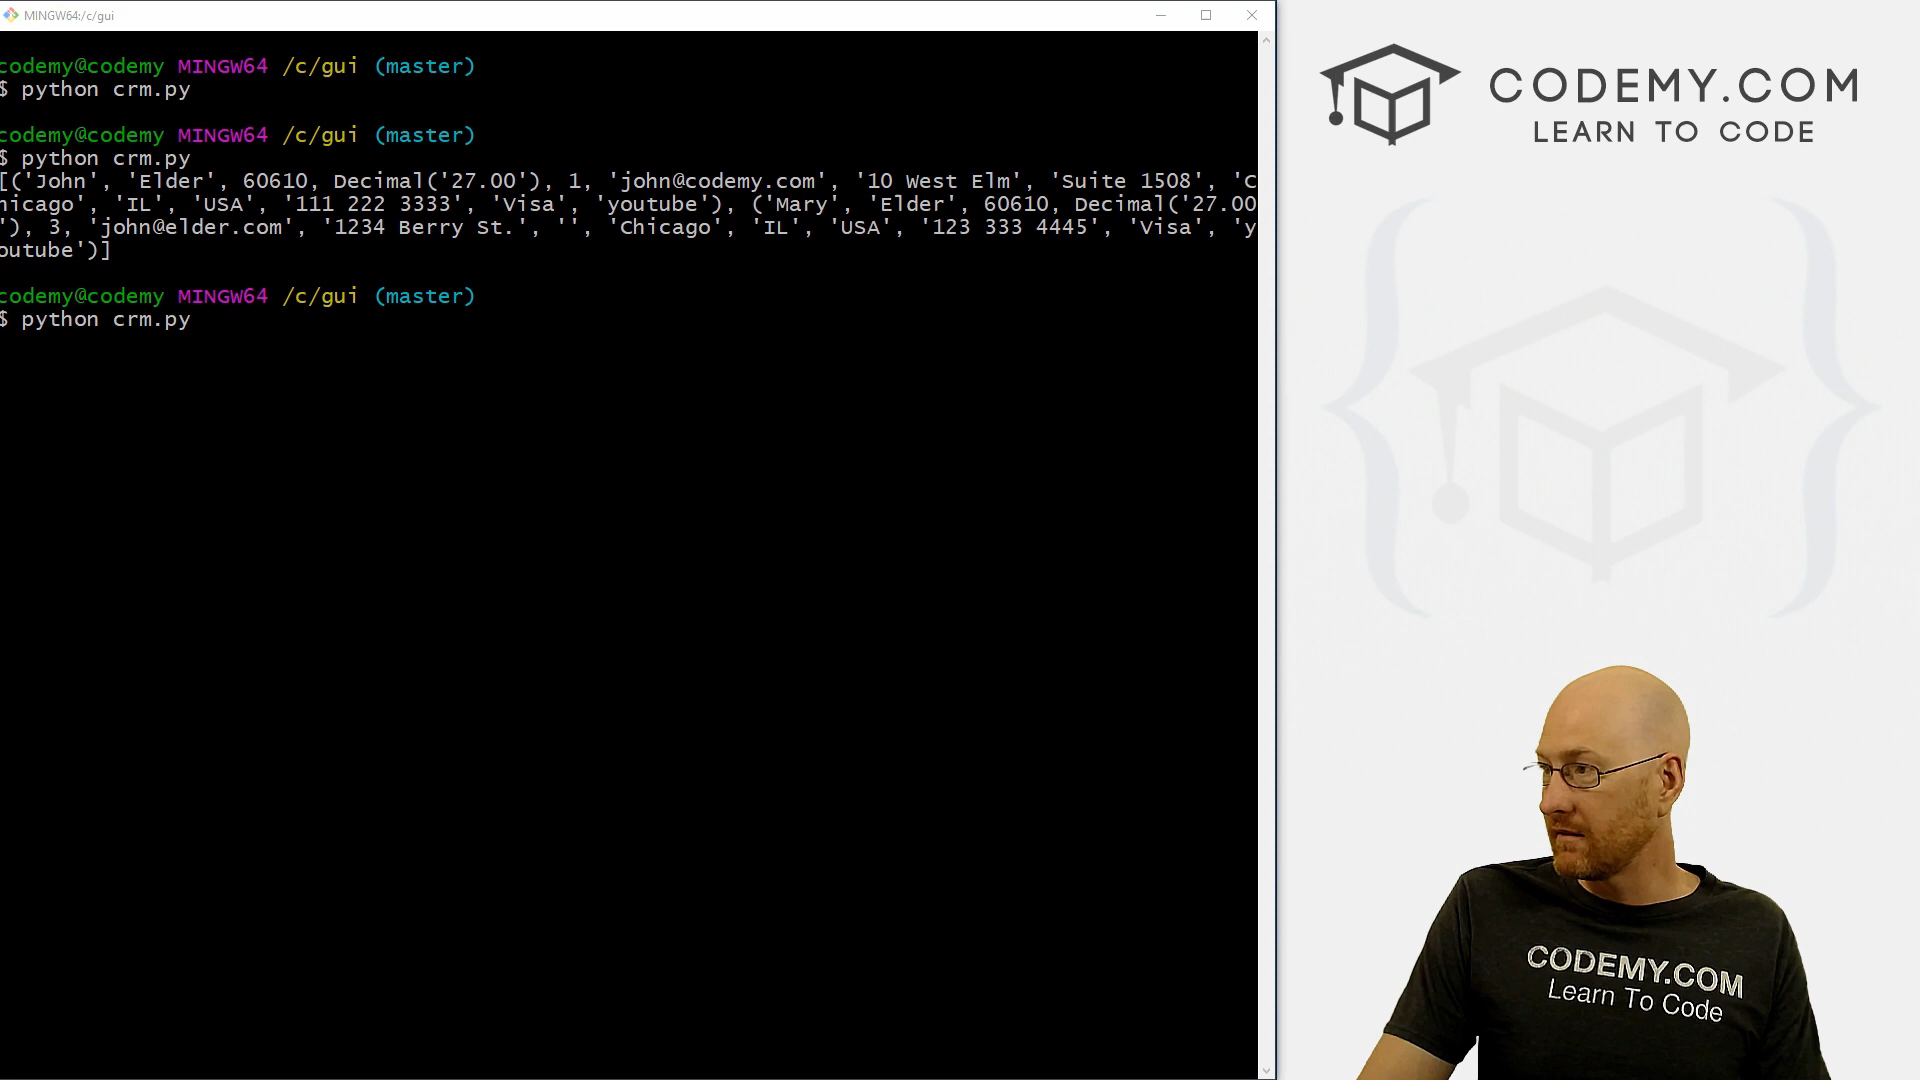 MINGW64:/c/gui
codemy@codemy MINGW64 /c/gui (master)
$ python crm.py
codemy@codemy MINGW64 /c/gui (master)
$ python crm.py
[('John', 'Elder', 60610, Decimal('27.00'), 1, 'john@codemy.com', '10 West Elm', 'Suite 1508', 'C
hicago', 'IL', 'USA', '111 222 3333', 'Visa', 'youtube'), ('Mary', 'Elder', 60610, Decimal('27.00
'), 3, 'john@elder.com', '1234 Berry St.', '', 'Chicago', 'IL', 'USA', '123 333 4445', 'Visa', 'y
outube')]
codemy@codemy MINGW64 /c/gui (master)
$ python crm.py
CODEMY.COM
LEARN TO CODE
CODEMY.COM
Learn To Code